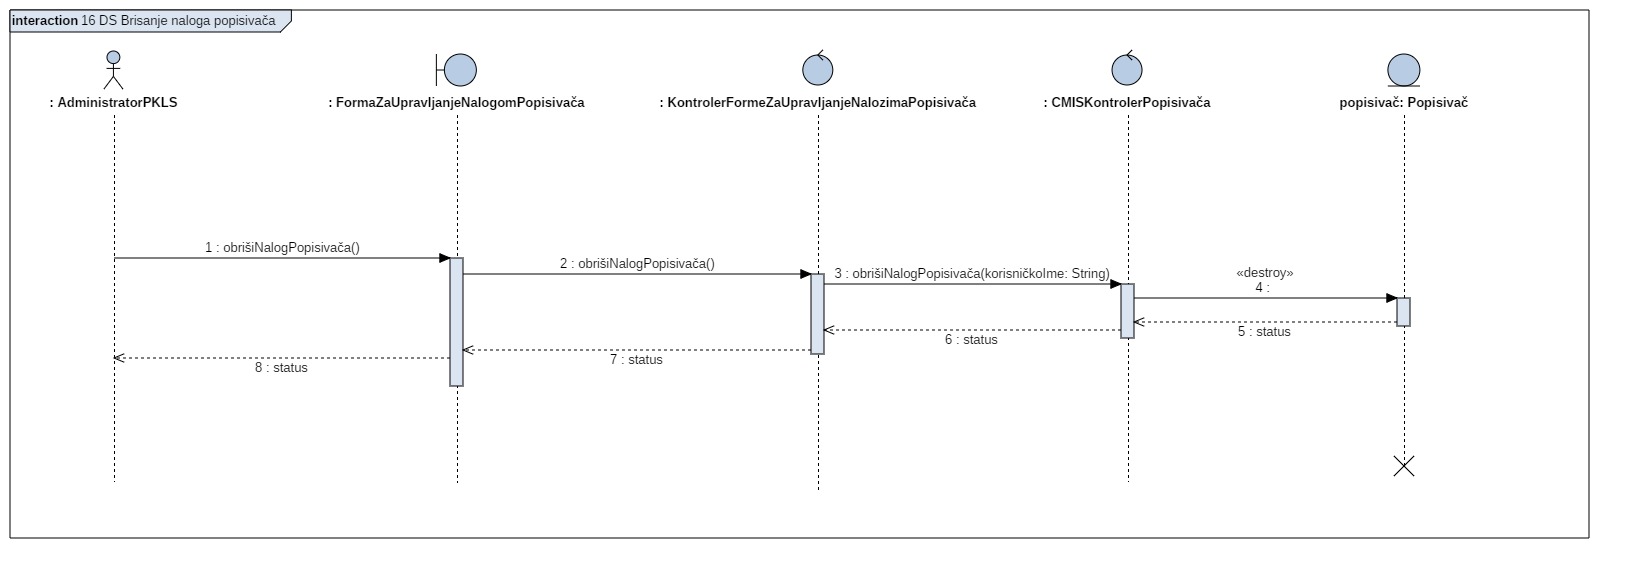 interaction 16 DS Brisanje naloga popisivača
: AdministratorPKLS
: FormaZaUpravljanjeNalogomPopisivača
: KontrolerFormeZaUpravljanjeNalozimaPopisivača
: CMISKontrolerPopisivača
popisivač: Popisivač
1 : obrišiNalogPopisivača()
2 : obrišiNalogPopisivača()
3 : obrišiNalogPopisivača(korisničkoIme: String)
«destroy»
4 :
5 : status
6 : status
7 : status
8 : status